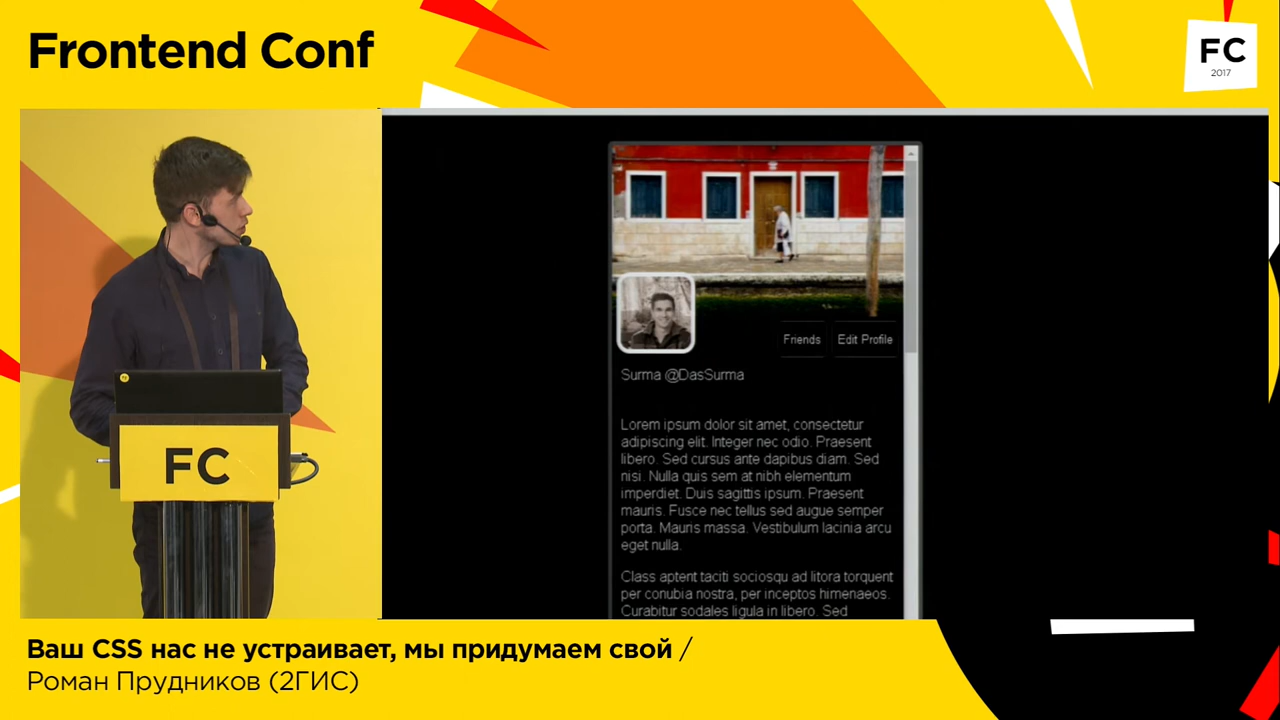 Frontend Conf
FC
2017
Friends
Edit Profile
Surma @DasSurma
Lorem ipsum dolor sit amet, consectetur
adipiscing elit. Integer nec odio. Praesent
libero. Sed cursus ante dapibus diam. Sed
nisi. Nulla quis sem at nibh elementum
imperdiet. Duis sagittis ipsum. Praesent
mauris. Fusce nec tellus sed augue semper
porta. Mauris massa. Vestibulum lacinia arcu
eget nulla.
Class aptent taciti sociosqu ad litora torquent
per conubia nostra, per inceptos himenaeos.
Curabitur sodales ligula in libero. Sed
FC
Ваш CSS нас не устраивает, мы придумаем свой /
Роман Прудников (2ГИС)